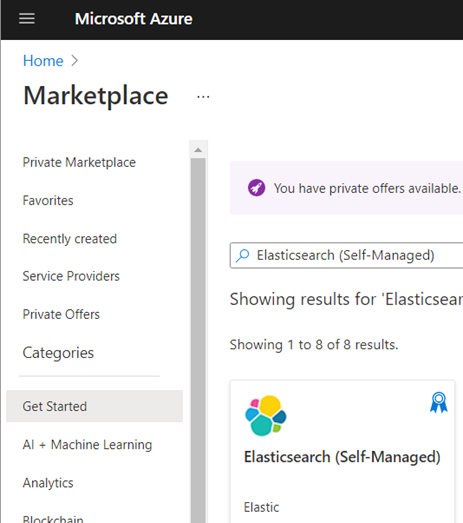 Microsoft Azure
Home >
Marketplace ...
Private Marketplace
Favorites
Recently created
Service Providers
Private Offers
Categories
Get Started
AI + Machine Learning
Analytics
Blockchain
You have private offers available.
Elasticsearch (Self-Managed)
Showing results for 'Elasticsear
Showing 1 to 8 of 8 results.
Elasticsearch (Self-Managed)
Elastic